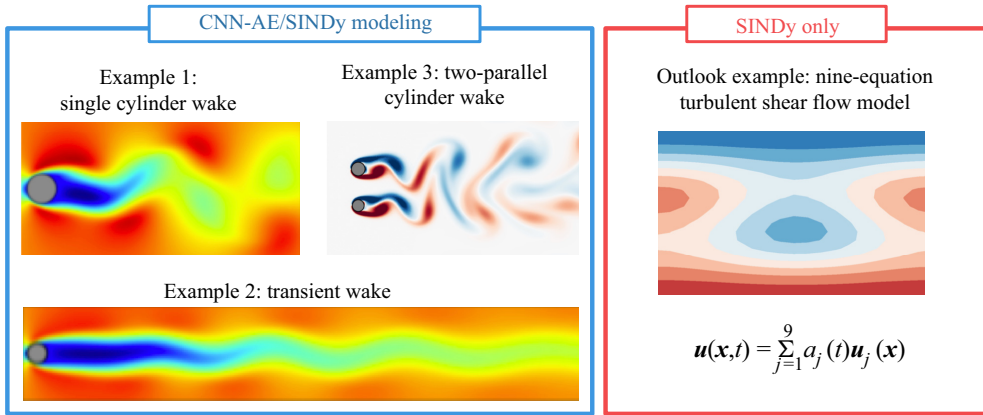 CNN-AE/SINDy modeling
Example 1:
single cylinder wake
Example 3: two-parallel
cylinder wake
Example 2: transient wake
SINDy only
Outlook example: nine-equation
turbulent shear flow model
u(x,t) = ∑_{j=1}^{9} a_j (t)u_j (x)